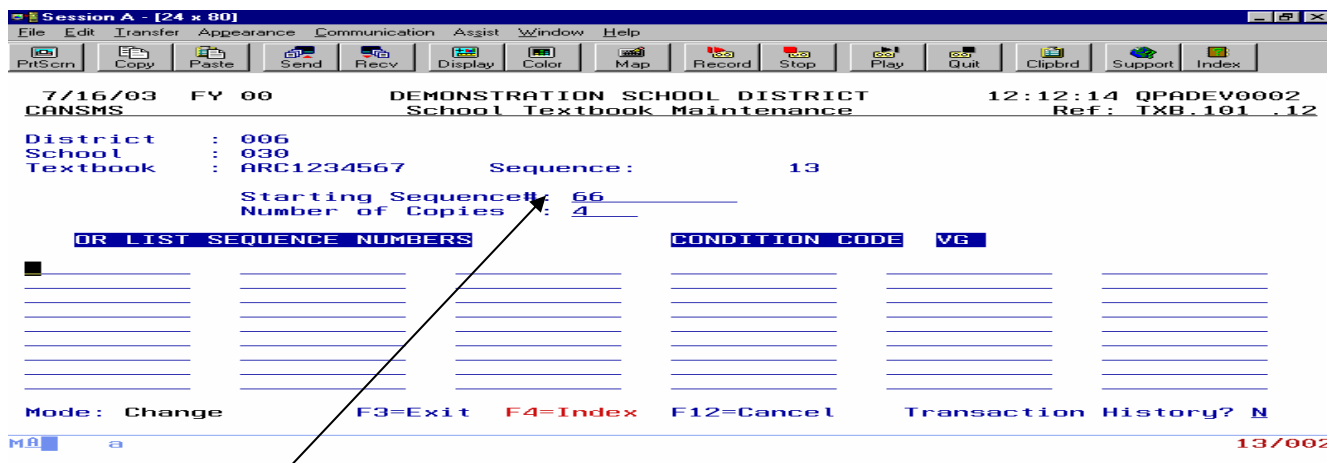 Session A - [24 x 80]
File Edit Transfer Appearance Communication Assist Window Help
PrtScrn Copy Paste Send Recv Display Color Map Record Stop Play Quit Clipbrd Support Index
7/16/03 FY 00 DEMONSTRATION SCHOOL DISTRICT 12:12:14 QPADEV0002
CANSMS School Textbook Maintenance Ref: TXB.101 .12
District : 006
School : 030
Textbook : ARC1234567 Sequence: 13
Starting Sequence#: 66
Number of Copies : 4
OR LIST SEQUENCE NUMBERS CONDITION CODE VG
Mode: Change F3=Exit F4=Index F12=Cancel Transaction History? N
MA a 13/002